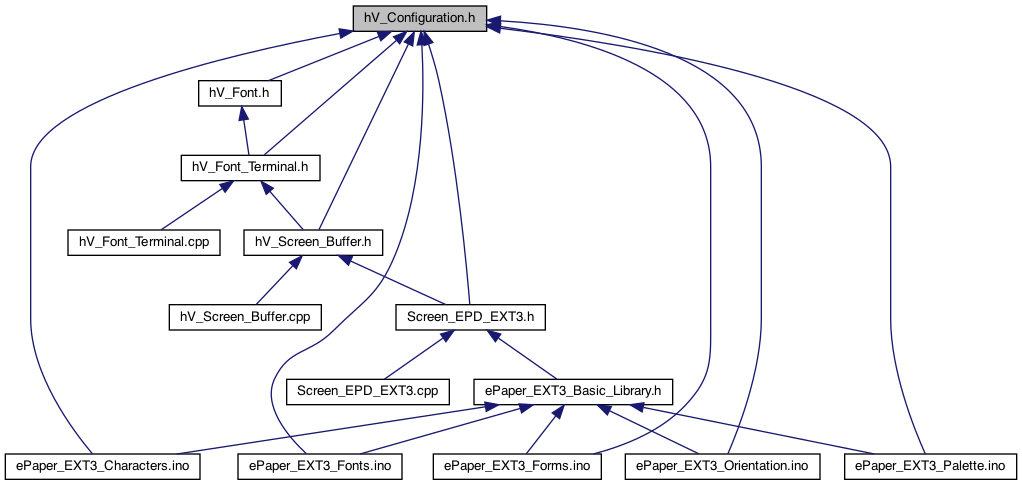 hV_Configuration.h
hV_Font.h
hV_Font_Terminal.h
hV_Font_Terminal.cpp
hV_Screen_Buffer.h
hV_Screen_Buffer.cpp
Screen_EPD_EXT3.h
Screen_EPD_EXT3.cpp
ePaper_EXT3_Basic_Library.h
ePaper_EXT3_Characters.ino
ePaper_EXT3_Fonts.ino
ePaper_EXT3_Forms.ino
ePaper_EXT3_Orientation.ino
ePaper_EXT3_Palette.ino